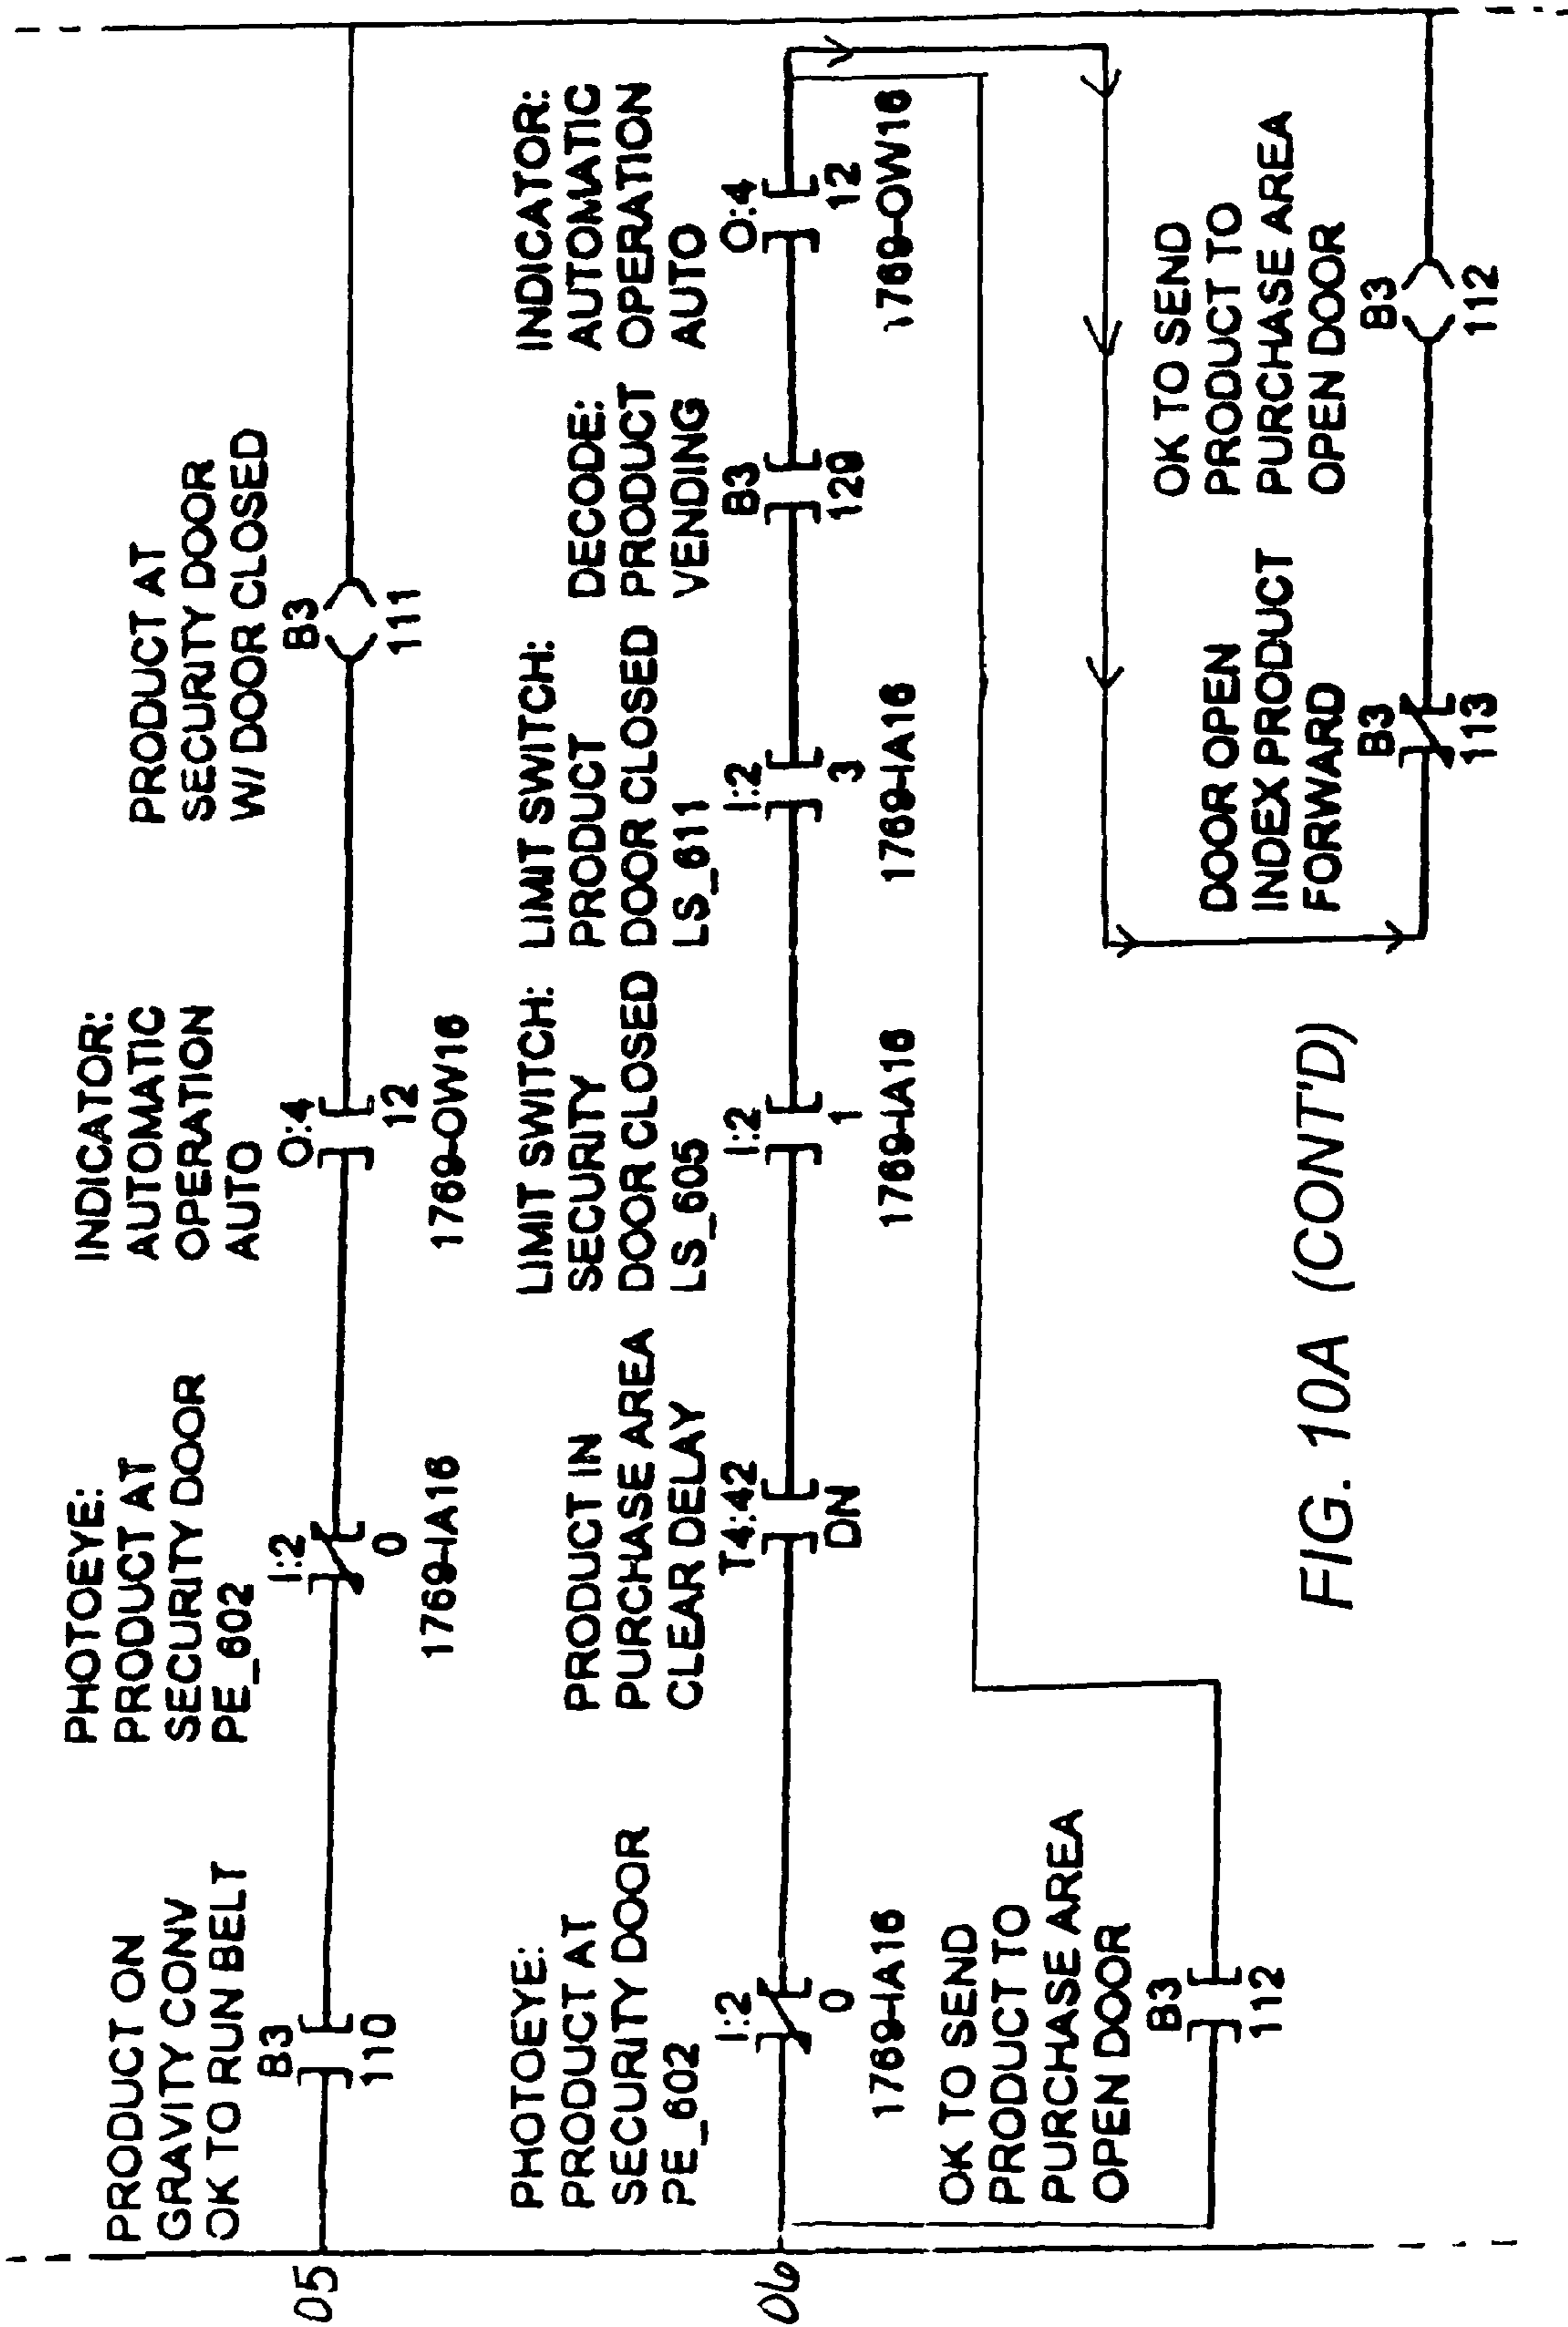 05
PRODUCT ON
GRAVITY CONV
OK TO RUN BELT
B3
110
PHOTOEYE:
PRODUCT AT
SECURITY DOOR
PE_602
I:2
0
1769-IA16
INDICATOR:
AUTOMATIC
OPERATION
AUTO
O:4
12
1769-OW16
PRODUCT AT
SECURITY DOOR
W/ DOOR CLOSED
B3
111
06
PHOTOEYE:
PRODUCT AT
SECURITY DOOR
PE_602
I:2
0
1769-IA16
PRODUCT IN
PURCHASE AREA
CLEAR DELAY
T4:42
DN
LIMIT SWITCH:
SECURITY
DOOR CLOSED
LS_605
I:2
1
1769-IA16
LIMIT SWITCH:
PRODUCT
DOOR CLOSED
LS_611
I:2
3
1769-IA16
DECODE:
PRODUCT
VENDING
B3
129
INDICATOR:
AUTOMATIC
OPERATION
AUTO
O:4
12
1769-OW16
OK TO SEND
PRODUCT TO
PURCHASE AREA
OPEN DOOR
B3
112
DOOR OPEN
INDEX PRODUCT
FORWARD
B3
113
OK TO SEND
PRODUCT TO
PURCHASE AREA
OPEN DOOR
B3
112
FIG. 10A (CONT'D)